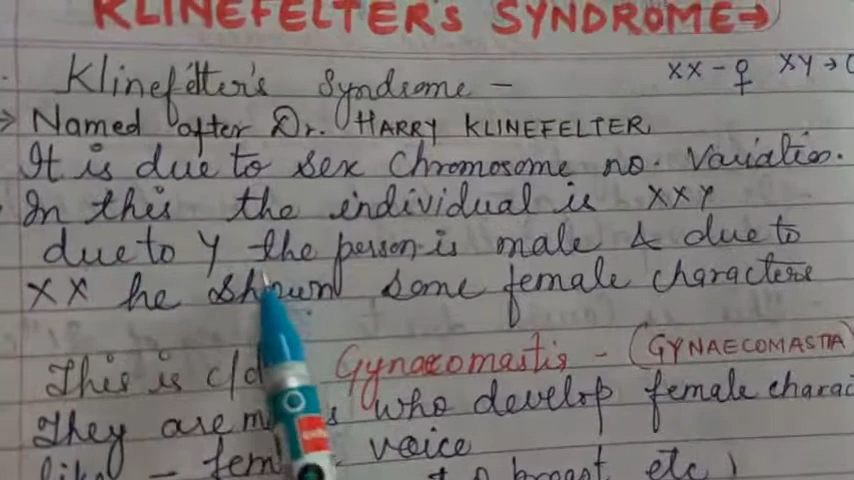 KLINEFELTER's SYNDROME→
Klinefelter's Syndrome - XX - ♀ XY →
→ Named after Dr. HARRY KLINEFELTER.
It is due to sex chromosome no. Variation.
In this the individual is XXY
due to Y the person is male & due to
XX he shown some female characters
This is c/d Gynaecomastia - (GYNAECOMASTIA)
They are who develop female charac
like - voice
breast etc)